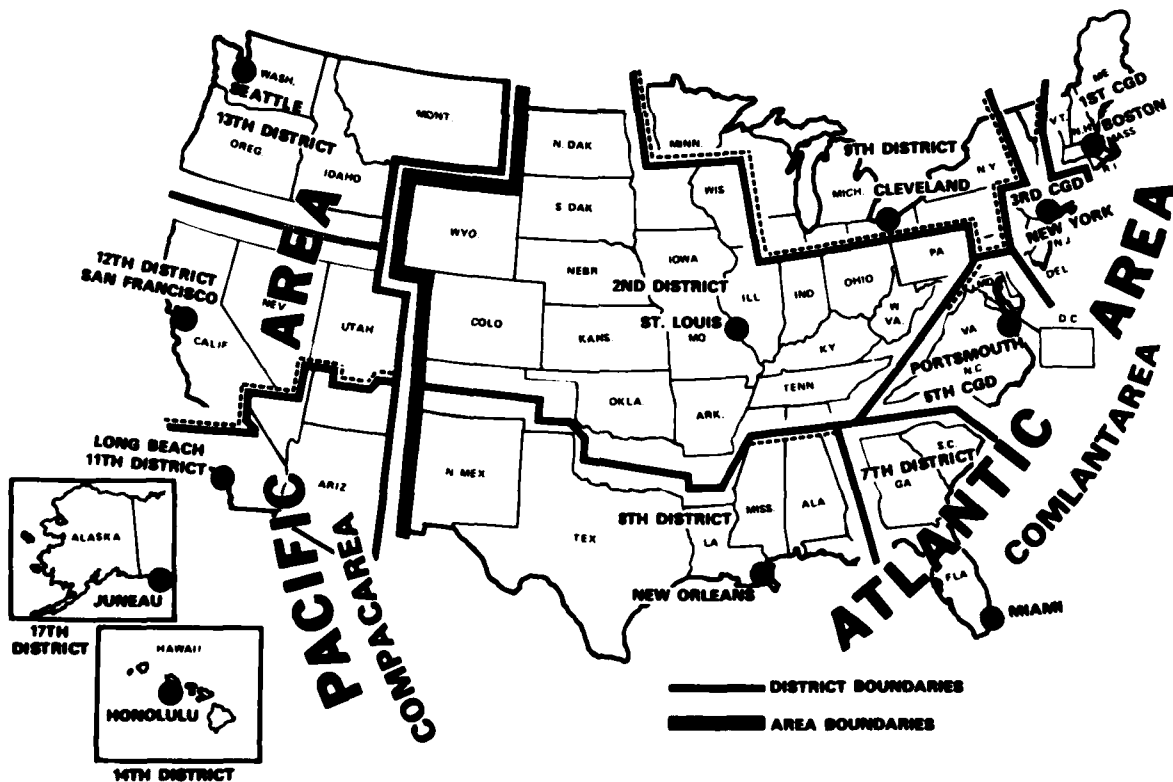 WASH.
SEATTLE
13TH DISTRICT
OREG.
IDAHO
MONT.
N. DAK
S. DAK
WYO
NEBR
MINN.
WIS
IOWA
2ND DISTRICT
ST. LOUIS
MO
ILL
IND
OHIO
MICH.
9TH DISTRICT
CLEVELAND
N Y
PA
W
VA.
KY
TENN
ARK.
OKLA
KANS.
COLO
UTAH
NEV
12TH DISTRICT
SAN FRANCISCO
CALIF
LONG BEACH
11TH DISTRICT
ARIZ
N. MEX
TEX
8TH DISTRICT
LA
NEW ORLEANS
MISS.
ALA
7TH DISTRICT
GA
S.C.
FLA
MIAMI
VA
PORTSMOUTH
N.C
5TH CGD
D C
DEL
N J
NEW YORK
3RD CGD
ME
1ST CGD
V T.
N.H.
BOSTON
MASS
R I
PACIFIC AREA
COMPACAREA
ATLANTIC AREA
COMLANTAREA
ALASKA
JUNEAU
17TH
DISTRICT
HAWAII
HONOLULU
14TH DISTRICT
DISTRICT BOUNDARIES
AREA BOUNDARIES